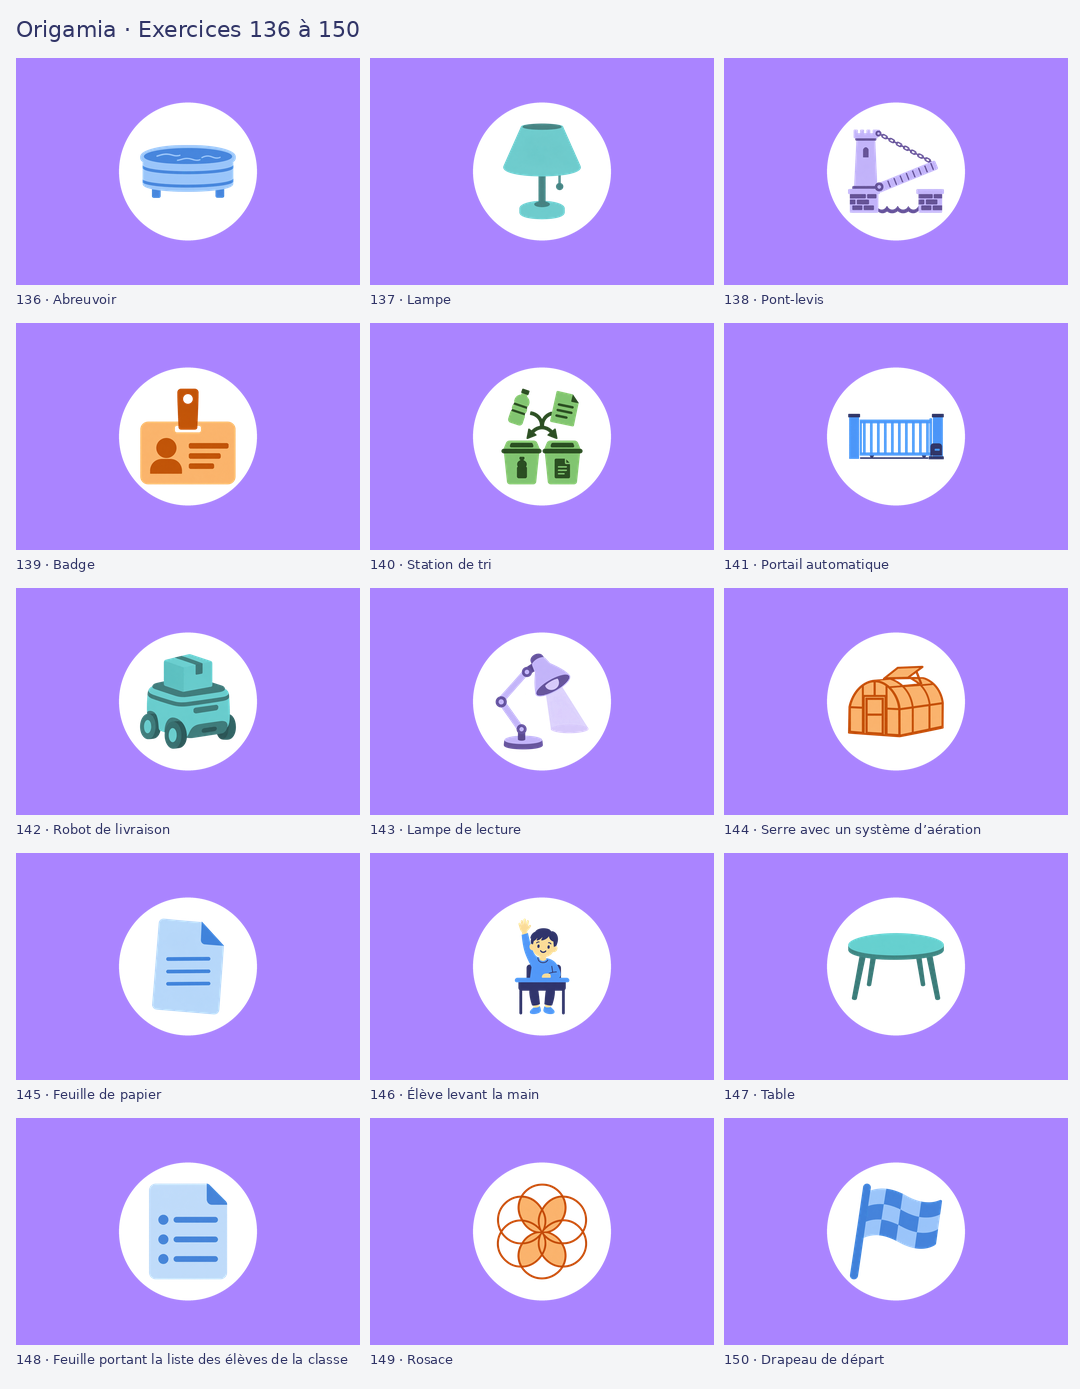 Origamia · Exercices 136 à 150
136 · Abreuvoir
137 · Lampe
138 · Pont-levis
139 · Badge
140 · Station de tri
141 · Portail automatique
142 · Robot de livraison
143 · Lampe de lecture
144 · Serre avec un système d’aération
145 · Feuille de papier
146 · Élève levant la main
147 · Table
148 · Feuille portant la liste des élèves de la classe
149 · Rosace
150 · Drapeau de départ